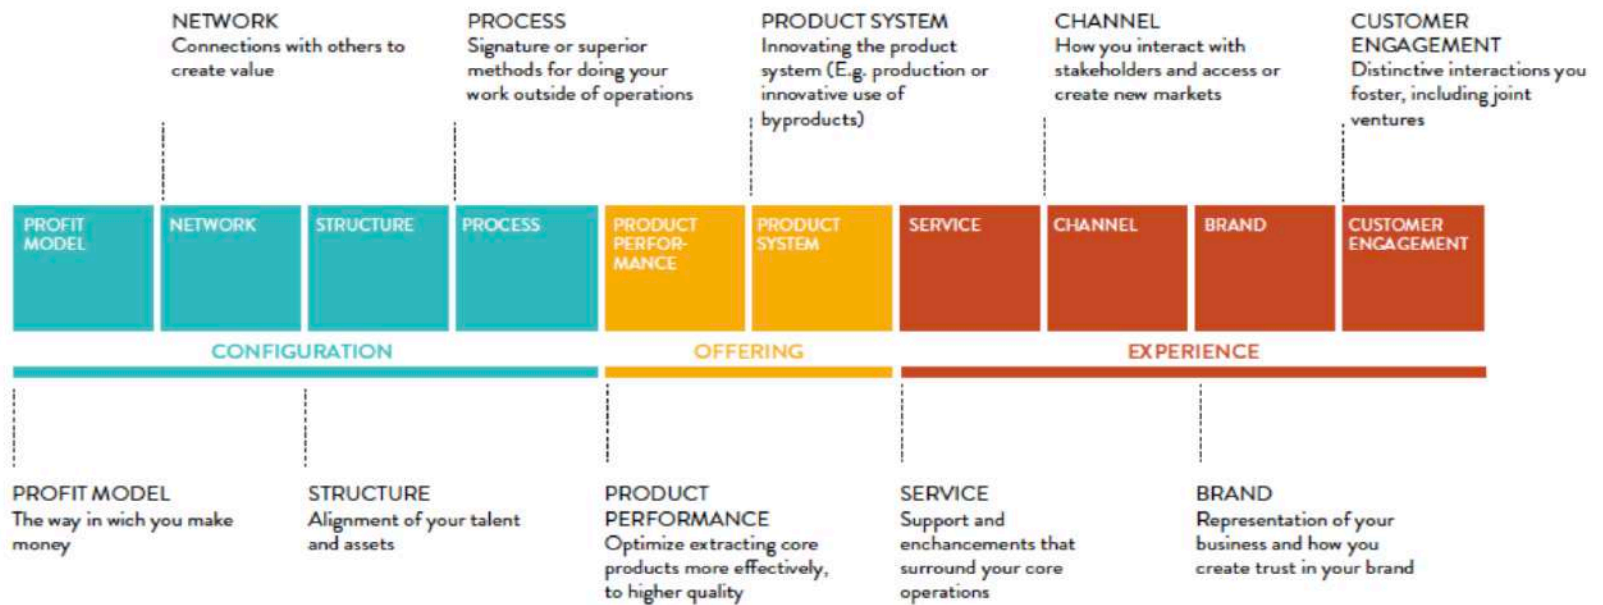 NETWORK
Connections with others to
create value
PROCESS
Signature or superior
methods for doing your
work outside of operations
PRODUCT SYSTEM
Innovating the product
system (E.g. production or
innovative use of
byproducts)
CHANNEL
How you interact with
stakeholders and access or
create new markets
CUSTOMER
ENGAGEMENT
Distinctive interactions you
foster, including joint
ventures
PROFIT
MODEL
NETWORK
STRUCTURE
PROCESS
PRODUCT
PERFOR-
MANCE
PRODUCT
SYSTEM
SERVICE
CHANNEL
BRAND
CUSTOMER
ENGAGEMENT
CONFIGURATION
OFFERING
EXPERIENCE
PROFIT MODEL
The way in wich you make
money
STRUCTURE
Alignment of your talent
and assets
PRODUCT
PERFORMANCE
Optimize extracting core
products more effectively,
to higher quality
SERVICE
Support and
enchancements that
surround your core
operations
BRAND
Representation of your
business and how you
create trust in your brand